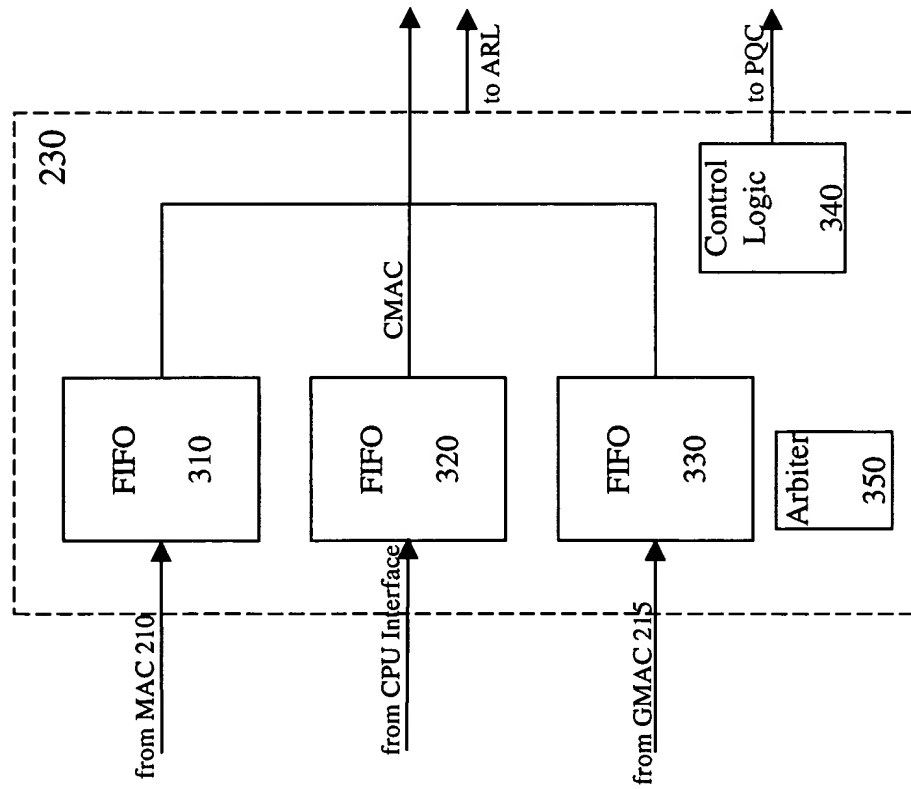 230
to ARL
to PQC
CMAC
Control
Logic
340
FIFO
310
FIFO
320
FIFO
330
Arbiter
350
from MAC 210
from CPU Interface
from GMAC 215